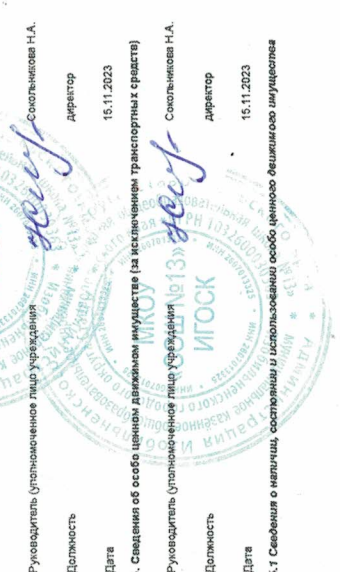 Руководитель (уполномоченное лицо учреждения Сокольникова Н.А.
Должность директор
Дата 15.11.2023
. Сведения об особо ценном движимом имуществе (за исключением транспортных средств)
Руководитель (уполномоченное лицо учреждения Сокольникова Н.А.
Должность директор
Дата 15.11.2023
.1 Сведения о наличии, состоянии и использовании особо ценного движимого имущества
МКОУ
«СОШ №13»
ИГОСК